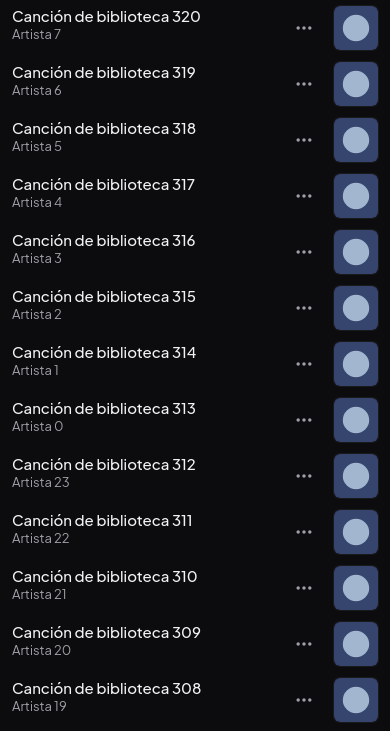 Canción de biblioteca 320
Artista 7
Canción de biblioteca 319
Artista 6
Canción de biblioteca 318
Artista 5
Canción de biblioteca 317
Artista 4
Canción de biblioteca 316
Artista 3
Canción de biblioteca 315
Artista 2
Canción de biblioteca 314
Artista 1
Canción de biblioteca 313
Artista 0
Canción de biblioteca 312
Artista 23
Canción de biblioteca 311
Artista 22
Canción de biblioteca 310
Artista 21
Canción de biblioteca 309
Artista 20
Canción de biblioteca 308
Artista 19